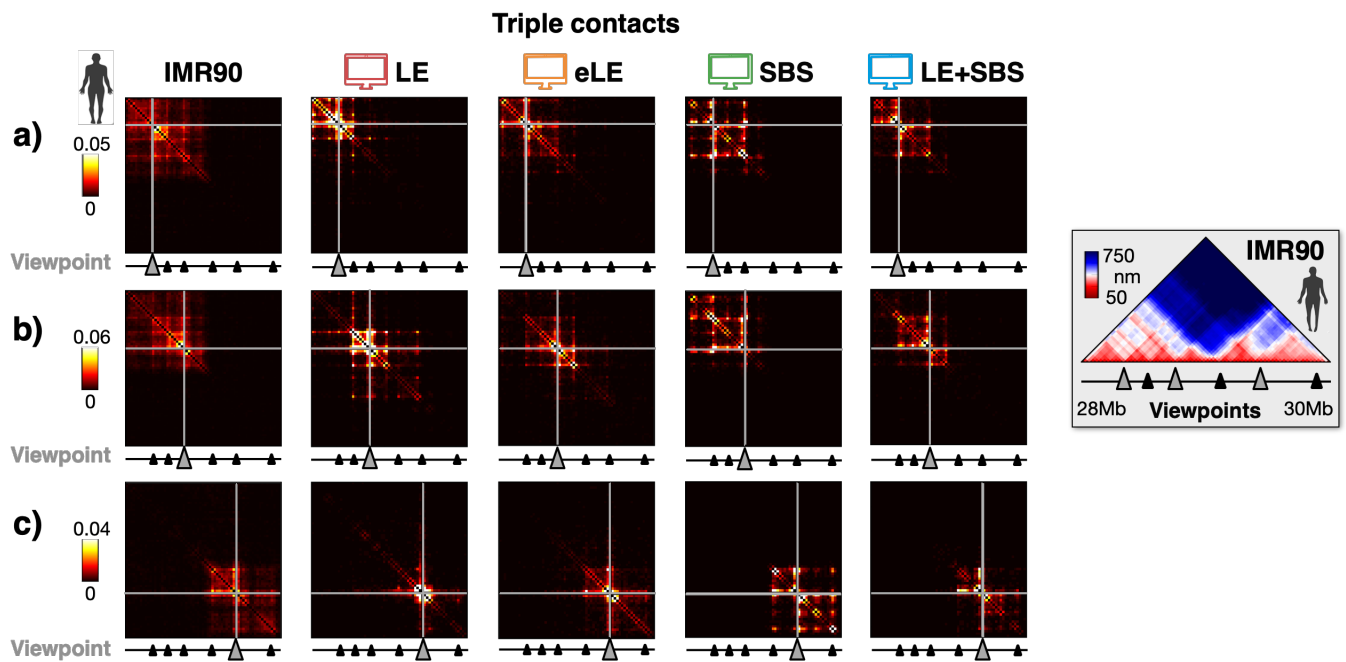 Triple contacts
IMR90 LE eLE SBS LE+SBS
a)
0.05
0
Viewpoint
b)
0.06
0
Viewpoint
c)
0.04
0
Viewpoint
IMR90
750
nm
50
28Mb Viewpoints 30Mb